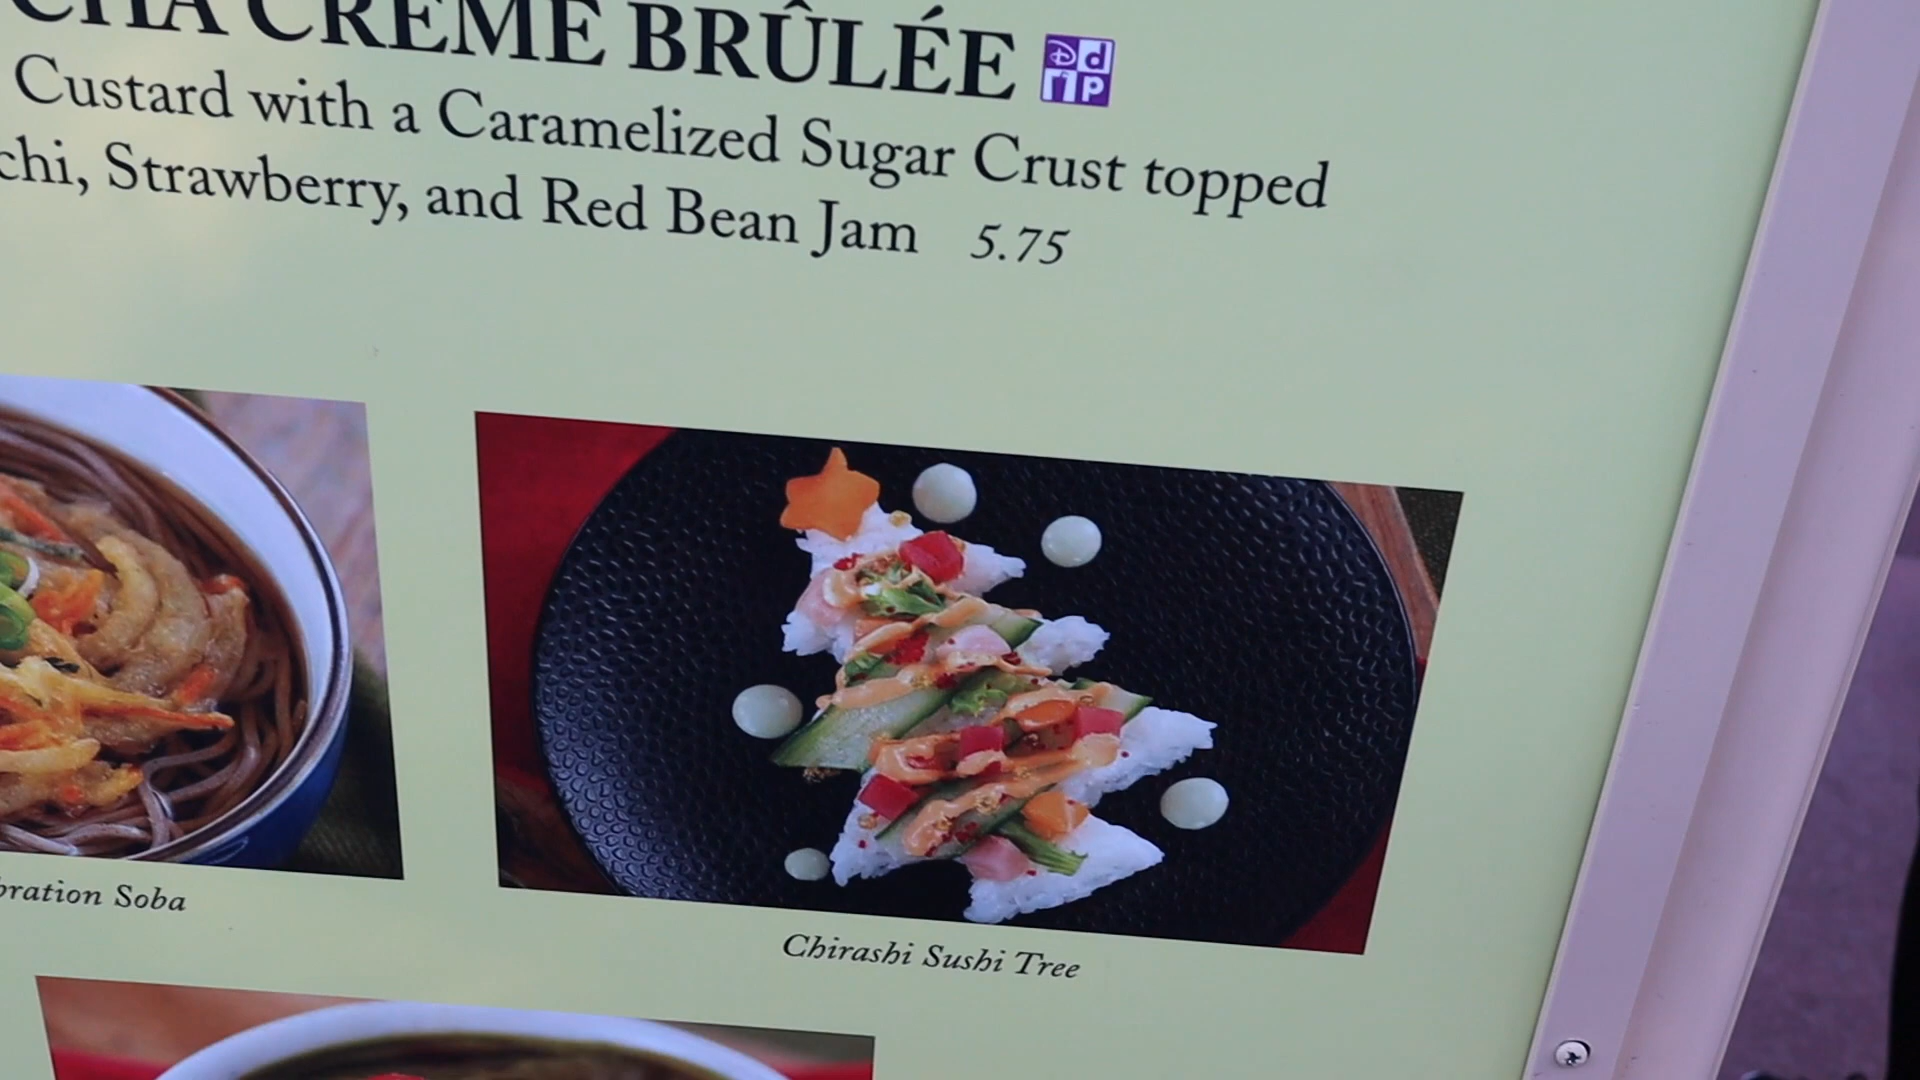 CHA CRÈME BRÛLÉE D d P
Custard with a Caramelized Sugar Crust topped
chi, Strawberry, and Red Bean Jam 5.75
bration Soba
Chirashi Sushi Tree